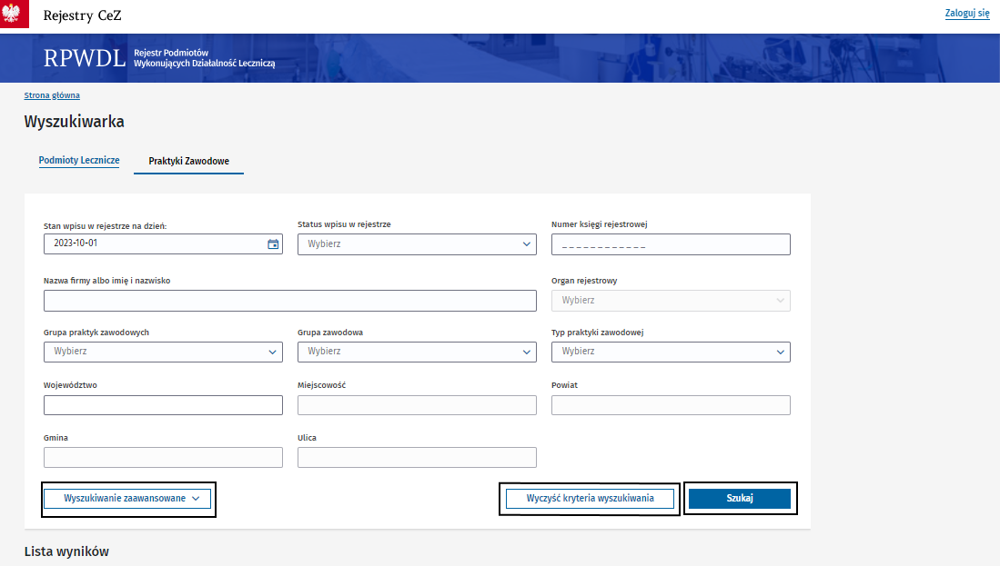 Rejestry CeZ
Zaloguj się
RPWDL
Rejestr Podmiotów
Wykonujących Działalność Leczniczą
Strona główna
Wyszukiwarka
Podmioty Lecznicze
Praktyki Zawodowe
Stan wpisu w rejestrze na dzień:
Status wpisu w rejestrze
Numer księgi rejestrowej
2023-10-01
Wybierz
_ _ _ _ _ _ _ _ _ _ _ _
Nazwa firmy albo imię i nazwisko
Organ rejestrowy
Wybierz
Grupa praktyk zawodowych
Grupa zawodowa
Typ praktyki zawodowej
Wybierz
Wybierz
Wybierz
Województwo
Miejscowość
Powiat
Gmina
Ulica
Wyszukiwanie zaawansowane
Wyczyść kryteria wyszukiwania
Szukaj
Lista wyników